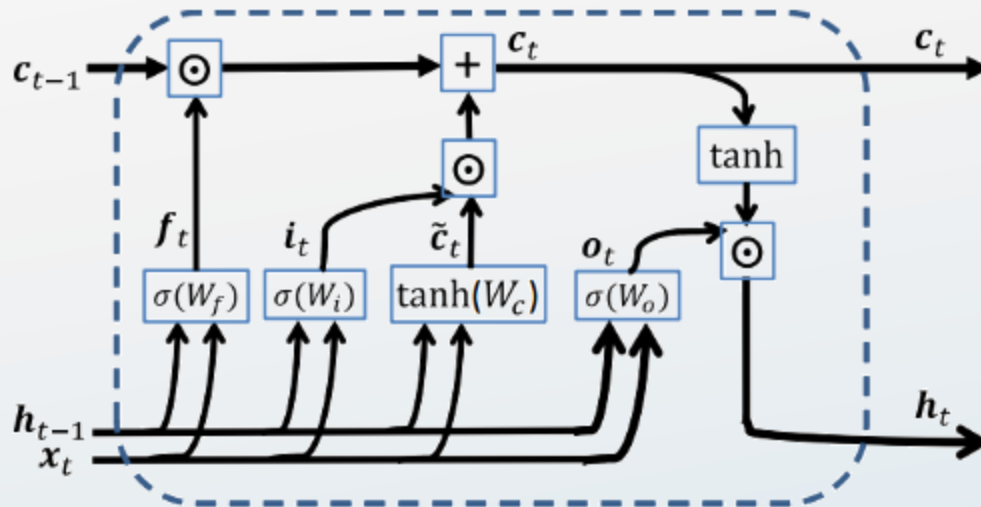 c_t c_t
c_{t−1} ⊙ +
⊙ tanh
f_t i_t c̃_t o_t ⊙
σ(W_f) σ(W_i) tanh(W_c) σ(W_o)
h_{t−1} h_t
x_t